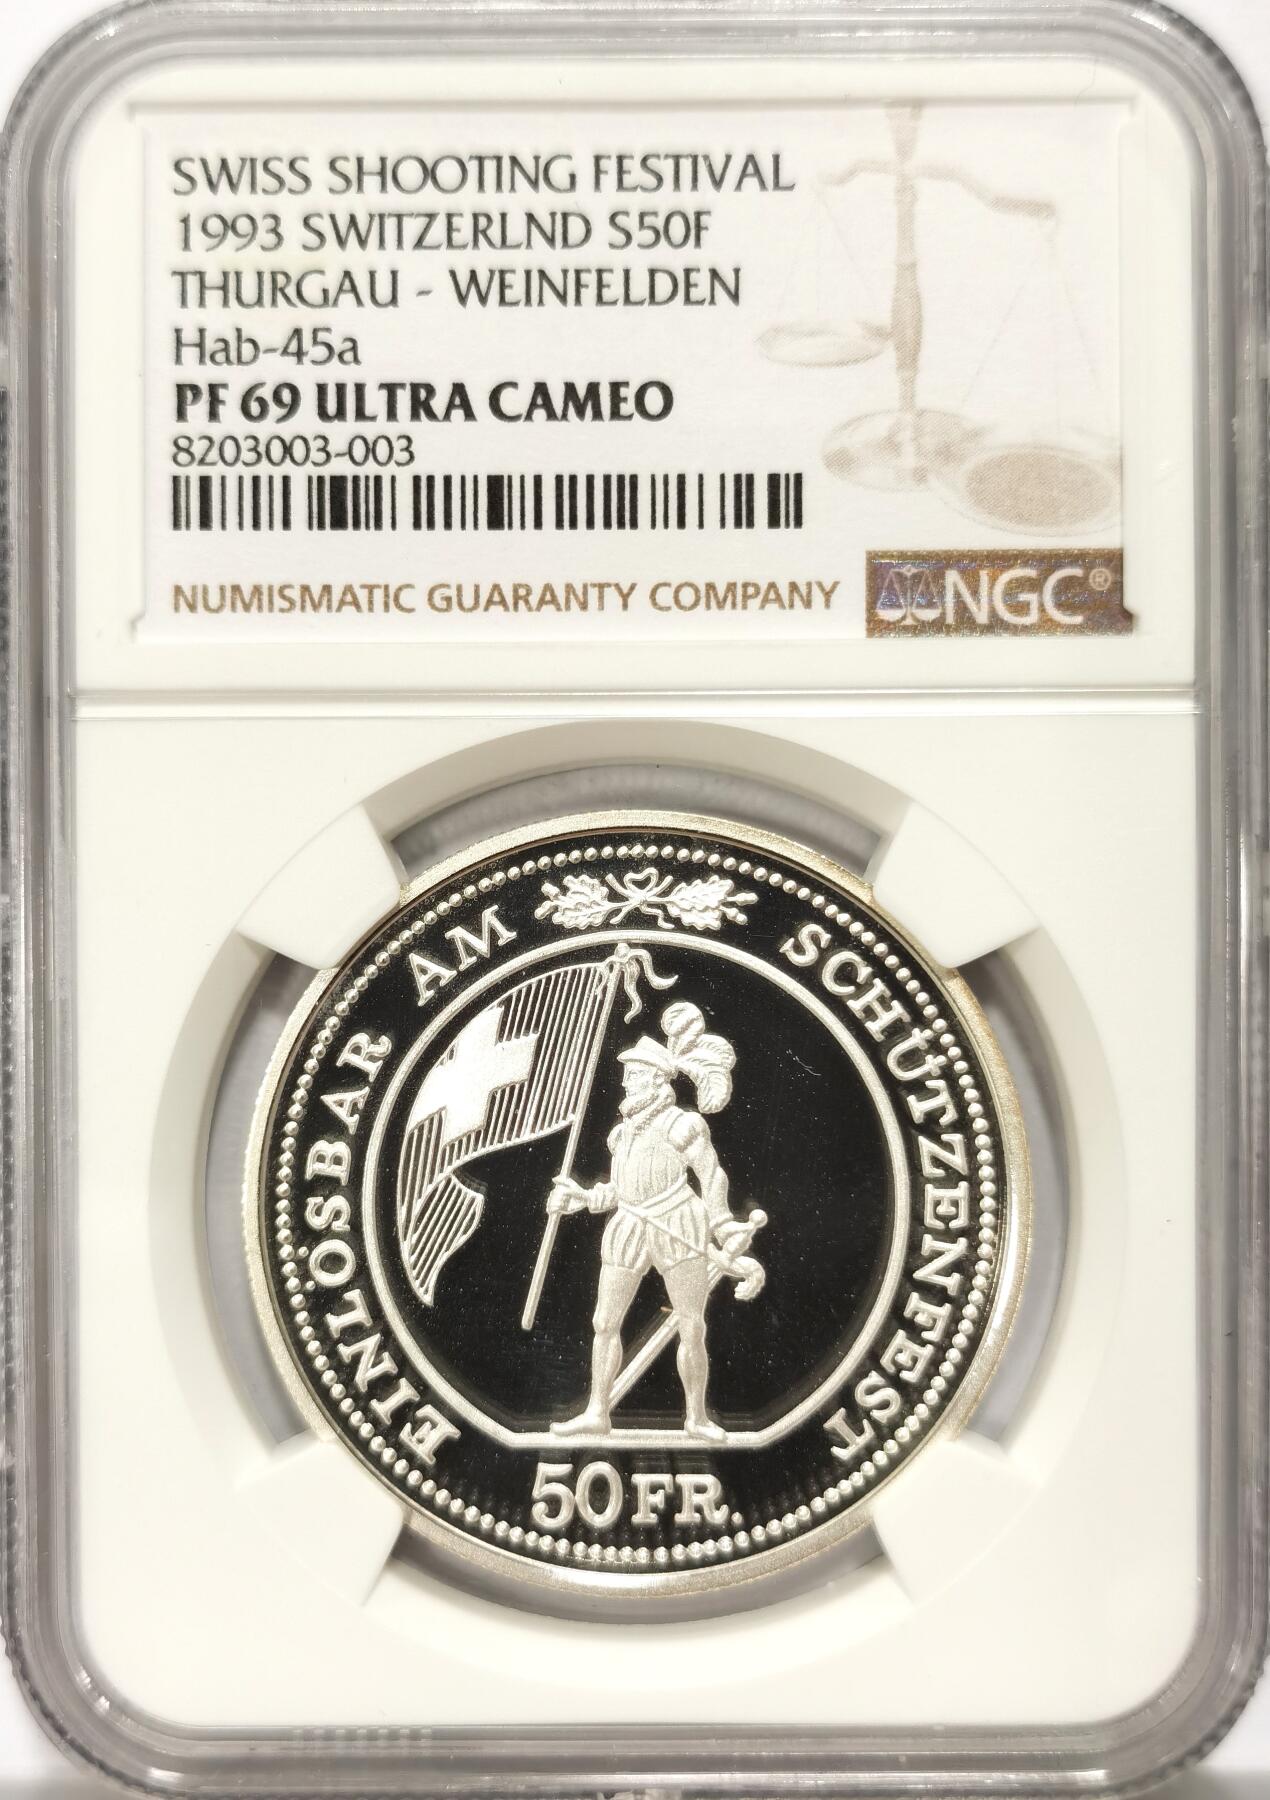 SWISS SHOOTING FESTIVAL
1993 SWITZERLND S50F
THURGAU - WEINFELDEN
Hab-45a
PF 69 ULTRA CAMEO
8203003-003
NUMISMATIC GUARANTY COMPANY
NGC®
EINLÖSBAR AM SCHÜTZENFEST
50 FR.